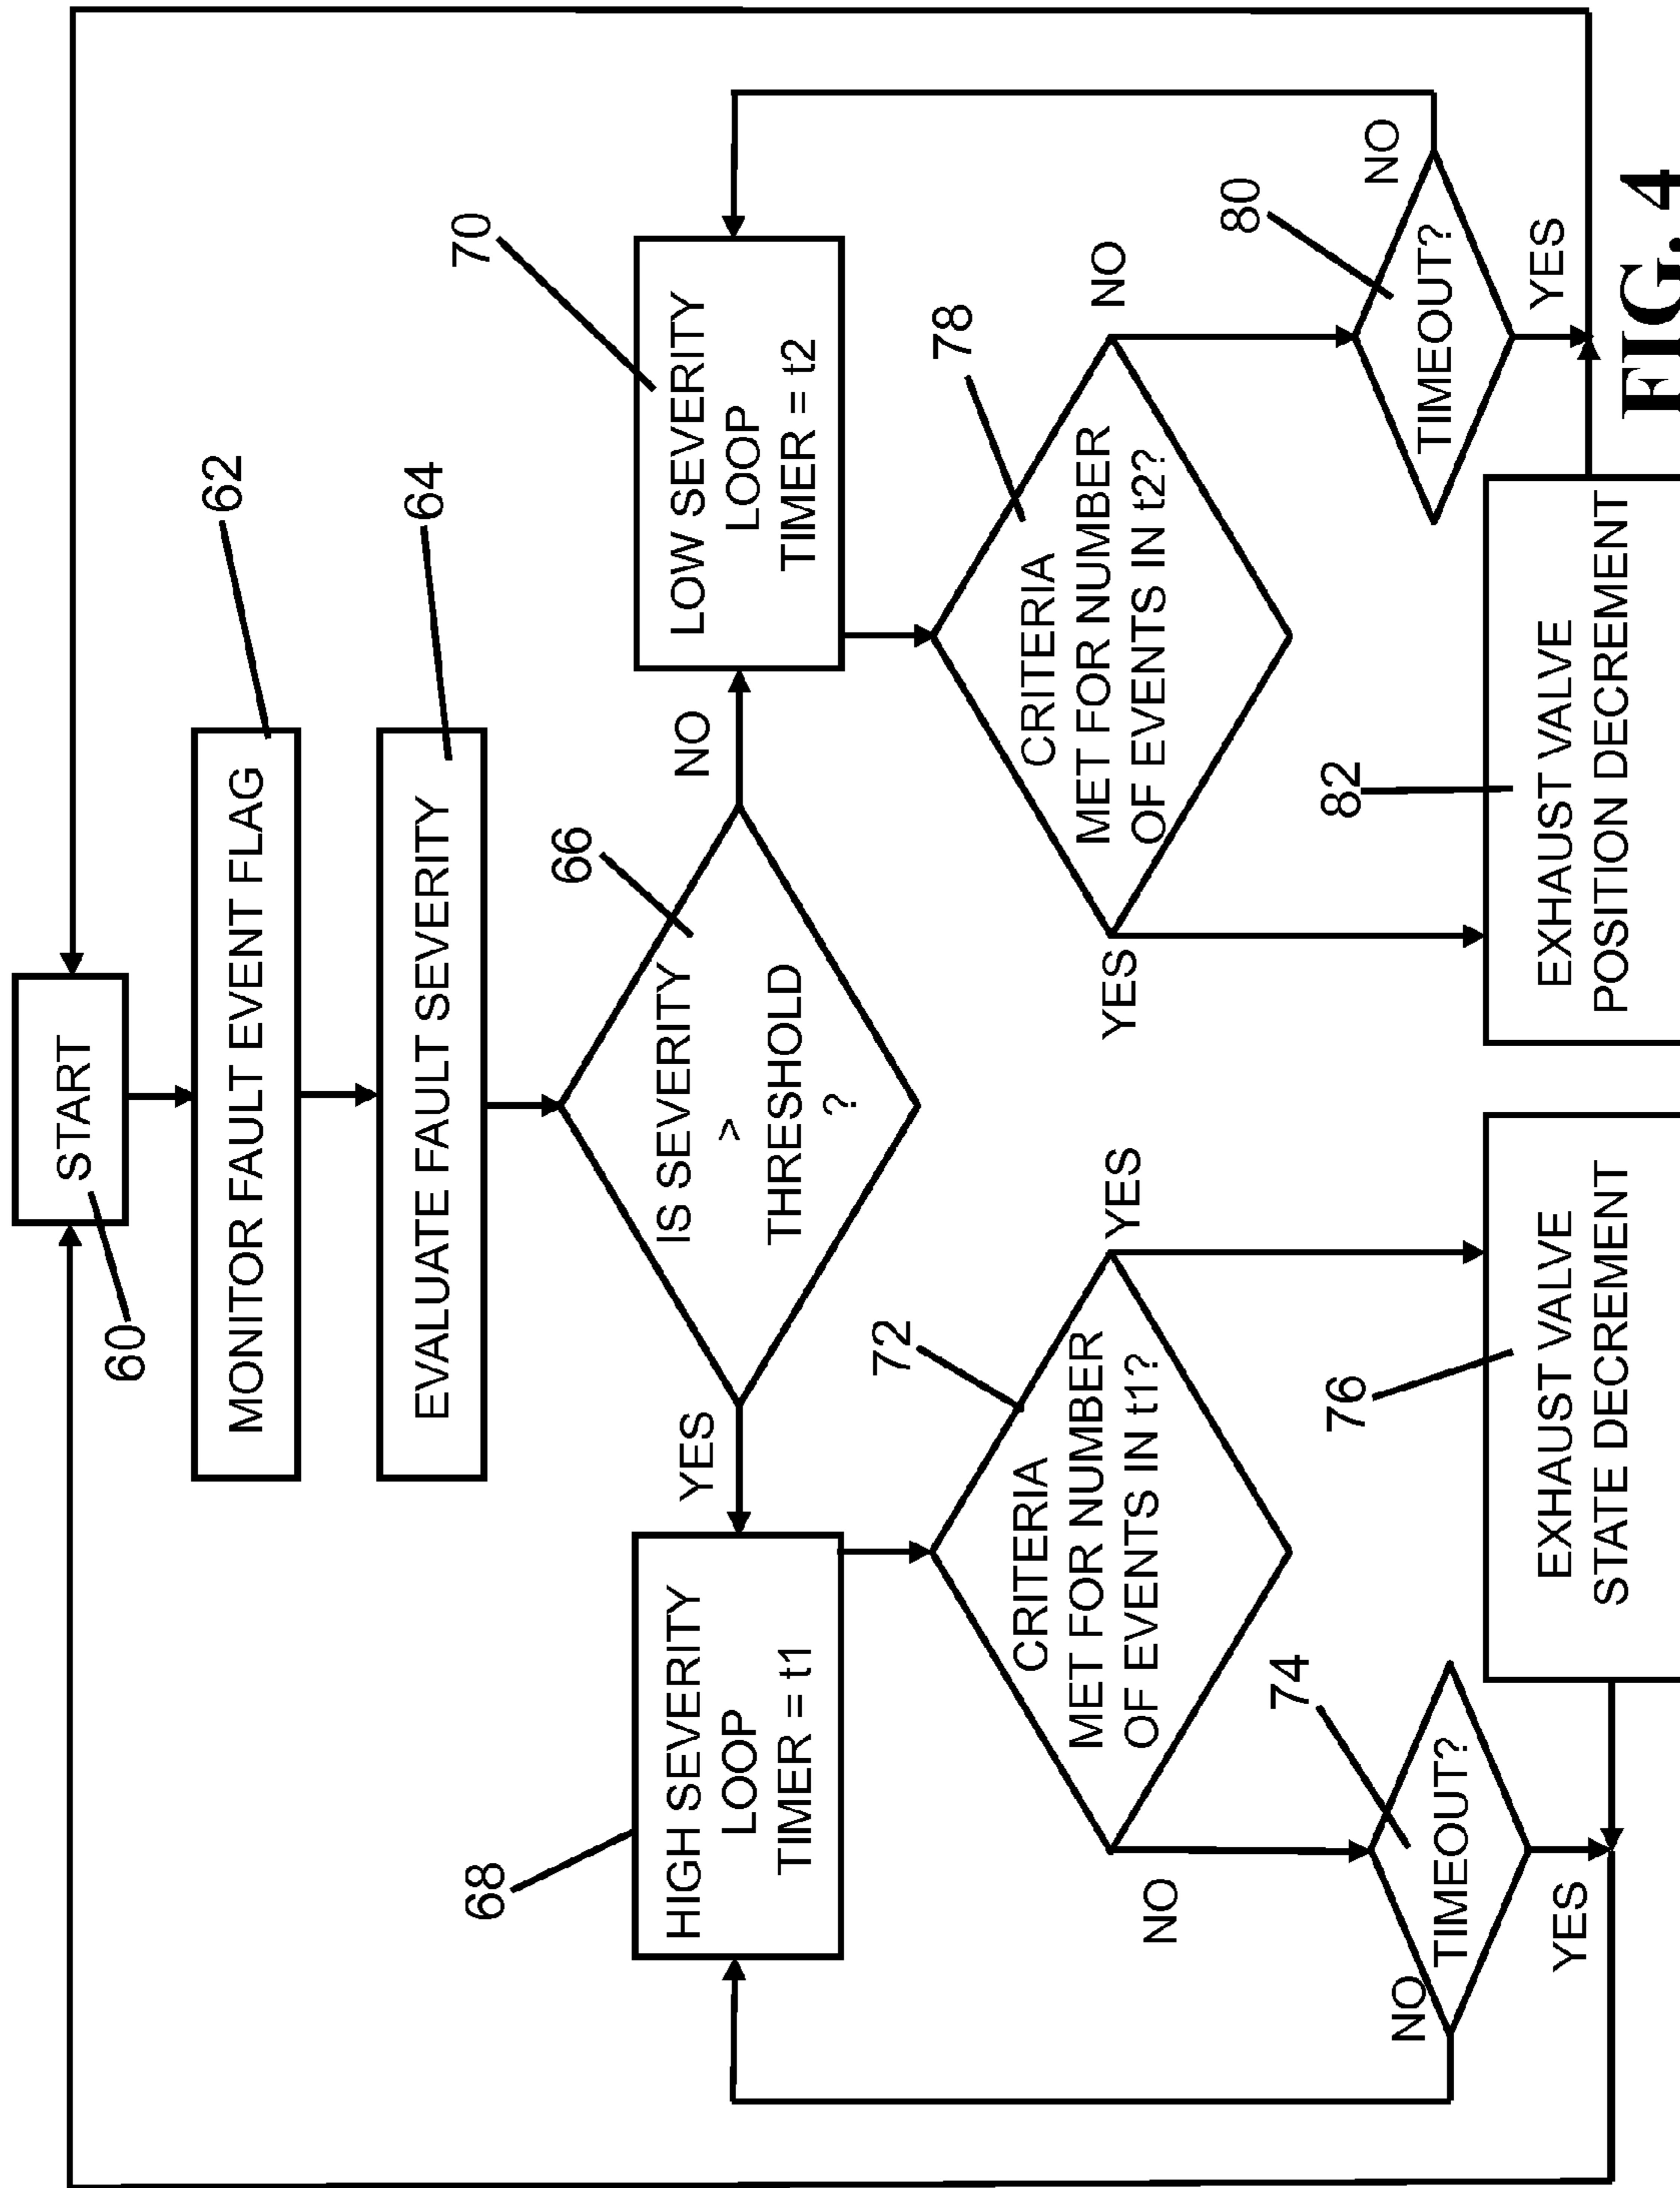 START
60
MONITOR FAULT EVENT FLAG
62
EVALUATE FAULT SEVERITY
64
IS SEVERITY
>
THRESHOLD
?
66
YES
NO
HIGH SEVERITY
LOOP
TIMER = t1
68
LOW SEVERITY
LOOP
TIMER = t2
70
CRITERIA
MET FOR NUMBER
OF EVENTS IN t1?
72
NO
YES
CRITERIA
MET FOR NUMBER
OF EVENTS IN t2?
78
YES
NO
TIMEOUT?
74
NO
YES
EXHAUST VALVE
STATE DECREMENT
76
EXHAUST VALVE
POSITION DECREMENT
82
TIMEOUT?
80
NO
YES
FIG. 4